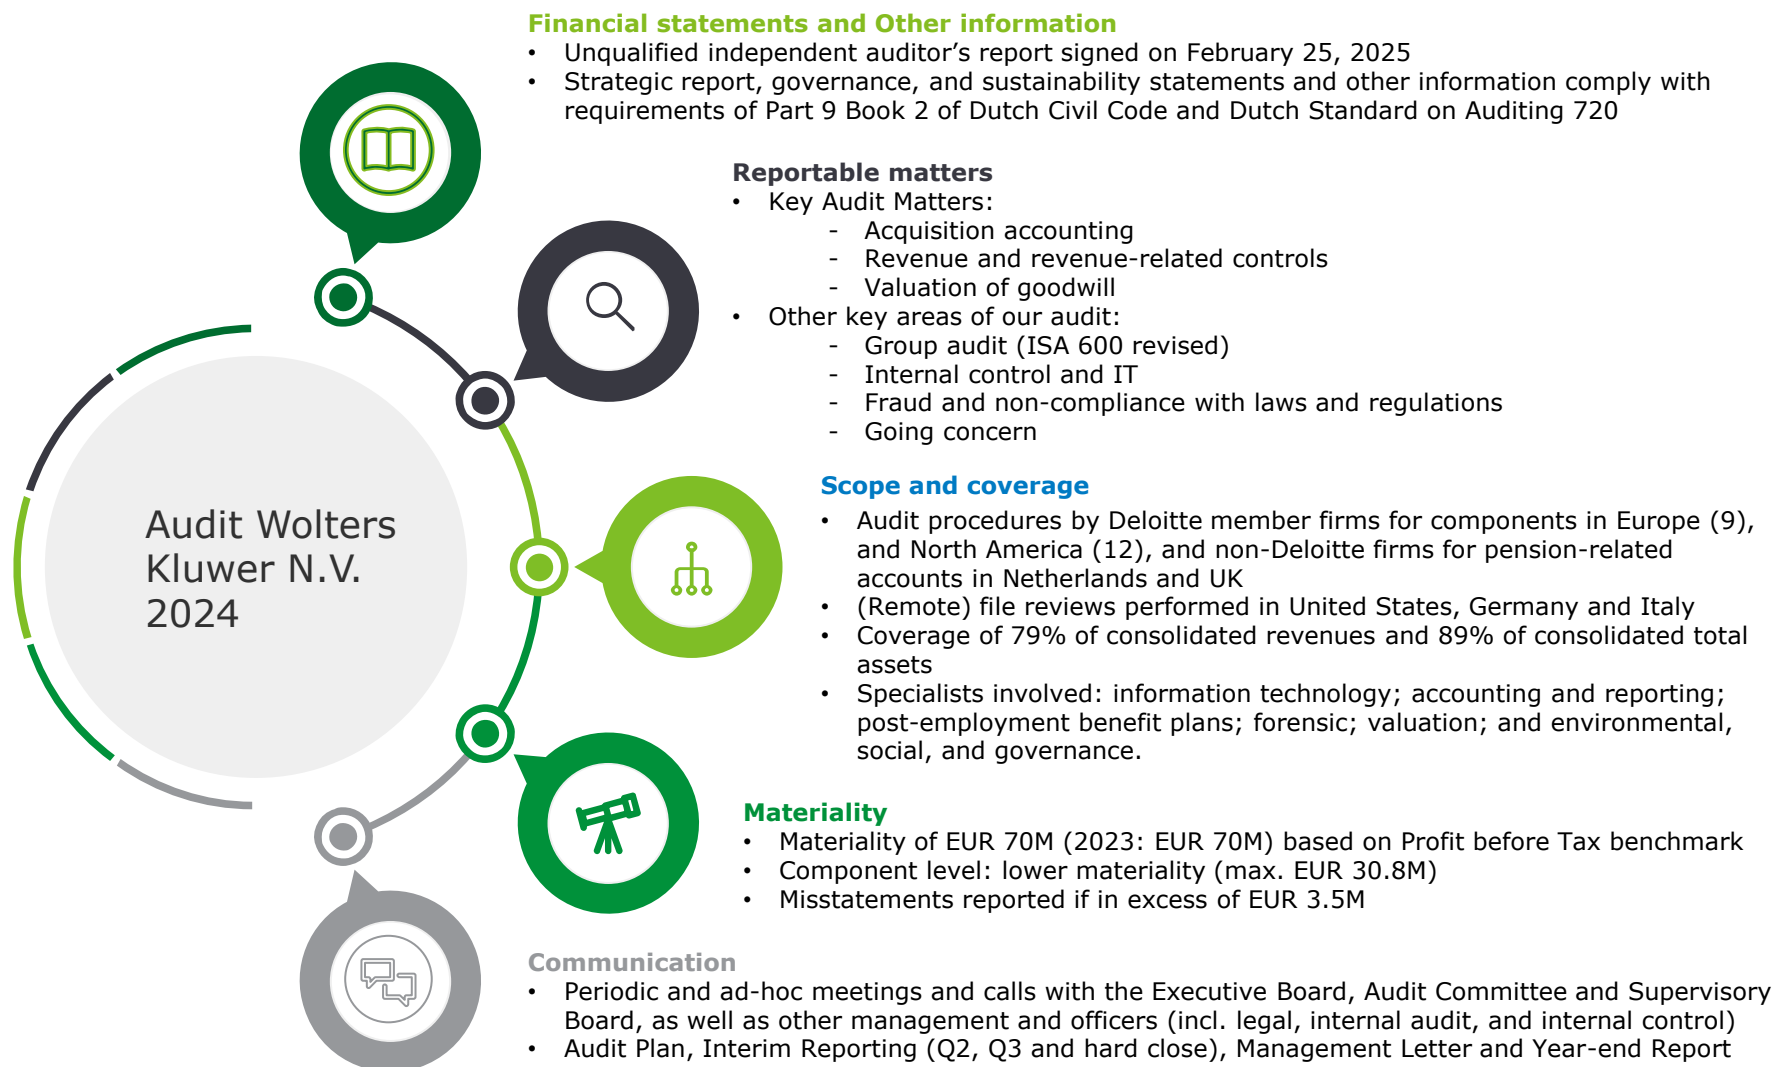 Financial statements and Other information
• Unqualified independent auditor’s report signed on February 25, 2025
• Strategic report, governance, and sustainability statements and other information comply with
requirements of Part 9 Book 2 of Dutch Civil Code and Dutch Standard on Auditing 720
Reportable matters
• Key Audit Matters:
- Acquisition accounting
- Revenue and revenue-related controls
- Valuation of goodwill
• Other key areas of our audit:
- Group audit (ISA 600 revised)
- Internal control and IT
- Fraud and non-compliance with laws and regulations
- Going concern
Audit Wolters
Kluwer N.V.
2024
Scope and coverage
• Audit procedures by Deloitte member firms for components in Europe (9),
and North America (12), and non-Deloitte firms for pension-related
accounts in Netherlands and UK
• (Remote) file reviews performed in United States, Germany and Italy
• Coverage of 79% of consolidated revenues and 89% of consolidated total
assets
• Specialists involved: information technology; accounting and reporting;
post-employment benefit plans; forensic; valuation; and environmental,
social, and governance.
Materiality
• Materiality of EUR 70M (2023: EUR 70M) based on Profit before Tax benchmark
• Component level: lower materiality (max. EUR 30.8M)
• Misstatements reported if in excess of EUR 3.5M
Communication
• Periodic and ad-hoc meetings and calls with the Executive Board, Audit Committee and Supervisory
Board, as well as other management and officers (incl. legal, internal audit, and internal control)
• Audit Plan, Interim Reporting (Q2, Q3 and hard close), Management Letter and Year-end Report